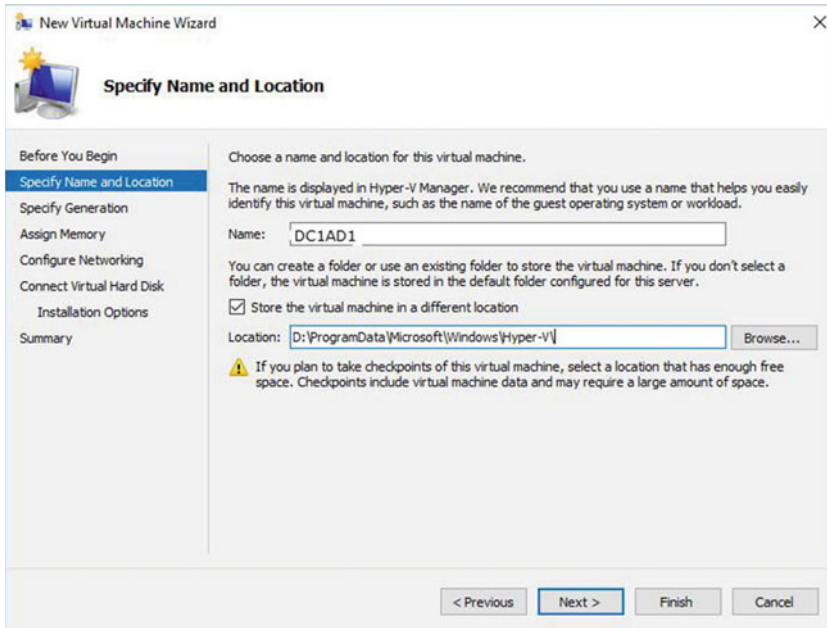 New Virtual Machine Wizard
Specify Name and Location
Before You Begin
Specify Name and Location
Specify Generation
Assign Memory
Configure Networking
Connect Virtual Hard Disk
Installation Options
Summary
Choose a name and location for this virtual machine.
The name is displayed in Hyper-V Manager. We recommend that you use a name that helps you easily
identify this virtual machine, such as the name of the guest operating system or workload.
Name: DC1AD1
You can create a folder or use an existing folder to store the virtual machine. If you don't select a
folder, the virtual machine is stored in the default folder configured for this server.
Store the virtual machine in a different location
Location: D:\ProgramData\Microsoft\Windows\Hyper-V\ Browse...
If you plan to take checkpoints of this virtual machine, select a location that has enough free
space. Checkpoints include virtual machine data and may require a large amount of space.
< Previous Next > Finish Cancel